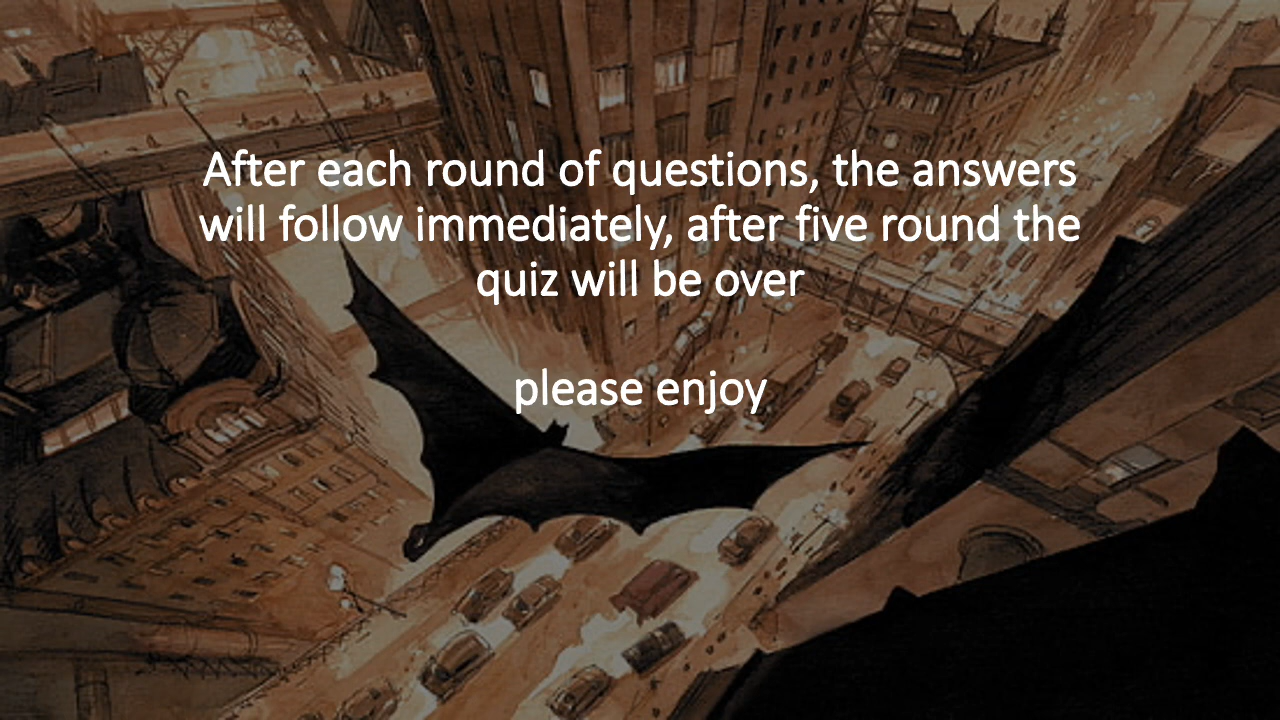 After each round of questions, the answers
will follow immediately, after five round the
quiz will be over
please enjoy